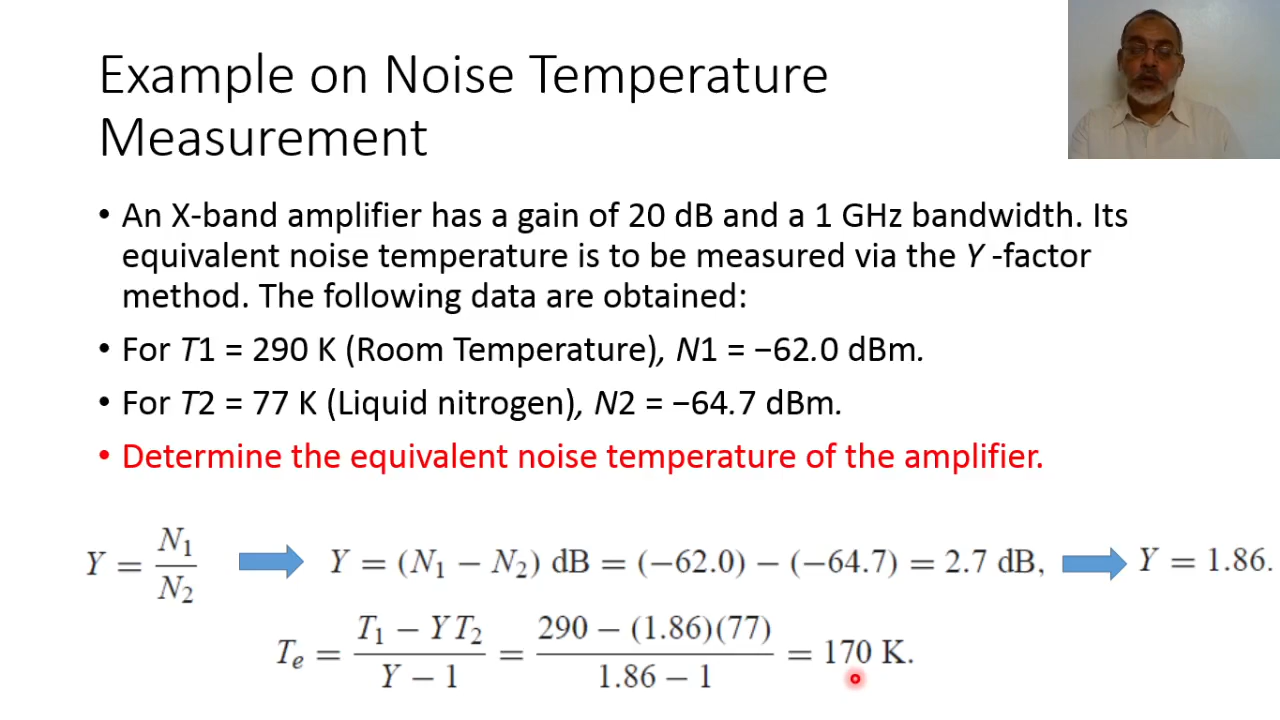 Example on Noise Temperature
Measurement
• An X-band amplifier has a gain of 20 dB and a 1 GHz bandwidth. Its
equivalent noise temperature is to be measured via the Y -factor
method. The following data are obtained:
• For T1 = 290 K (Room Temperature), N1 = −62.0 dBm.
• For T2 = 77 K (Liquid nitrogen), N2 = −64.7 dBm.
• Determine the equivalent noise temperature of the amplifier.
Y = N₁/N₂ Y = (N₁ − N₂) dB = (−62.0) − (−64.7) = 2.7 dB, Y = 1.86.
Tₑ = (T₁ − YT₂)/(Y − 1) = (290 − (1.86)(77))/(1.86 − 1) = 170 K.